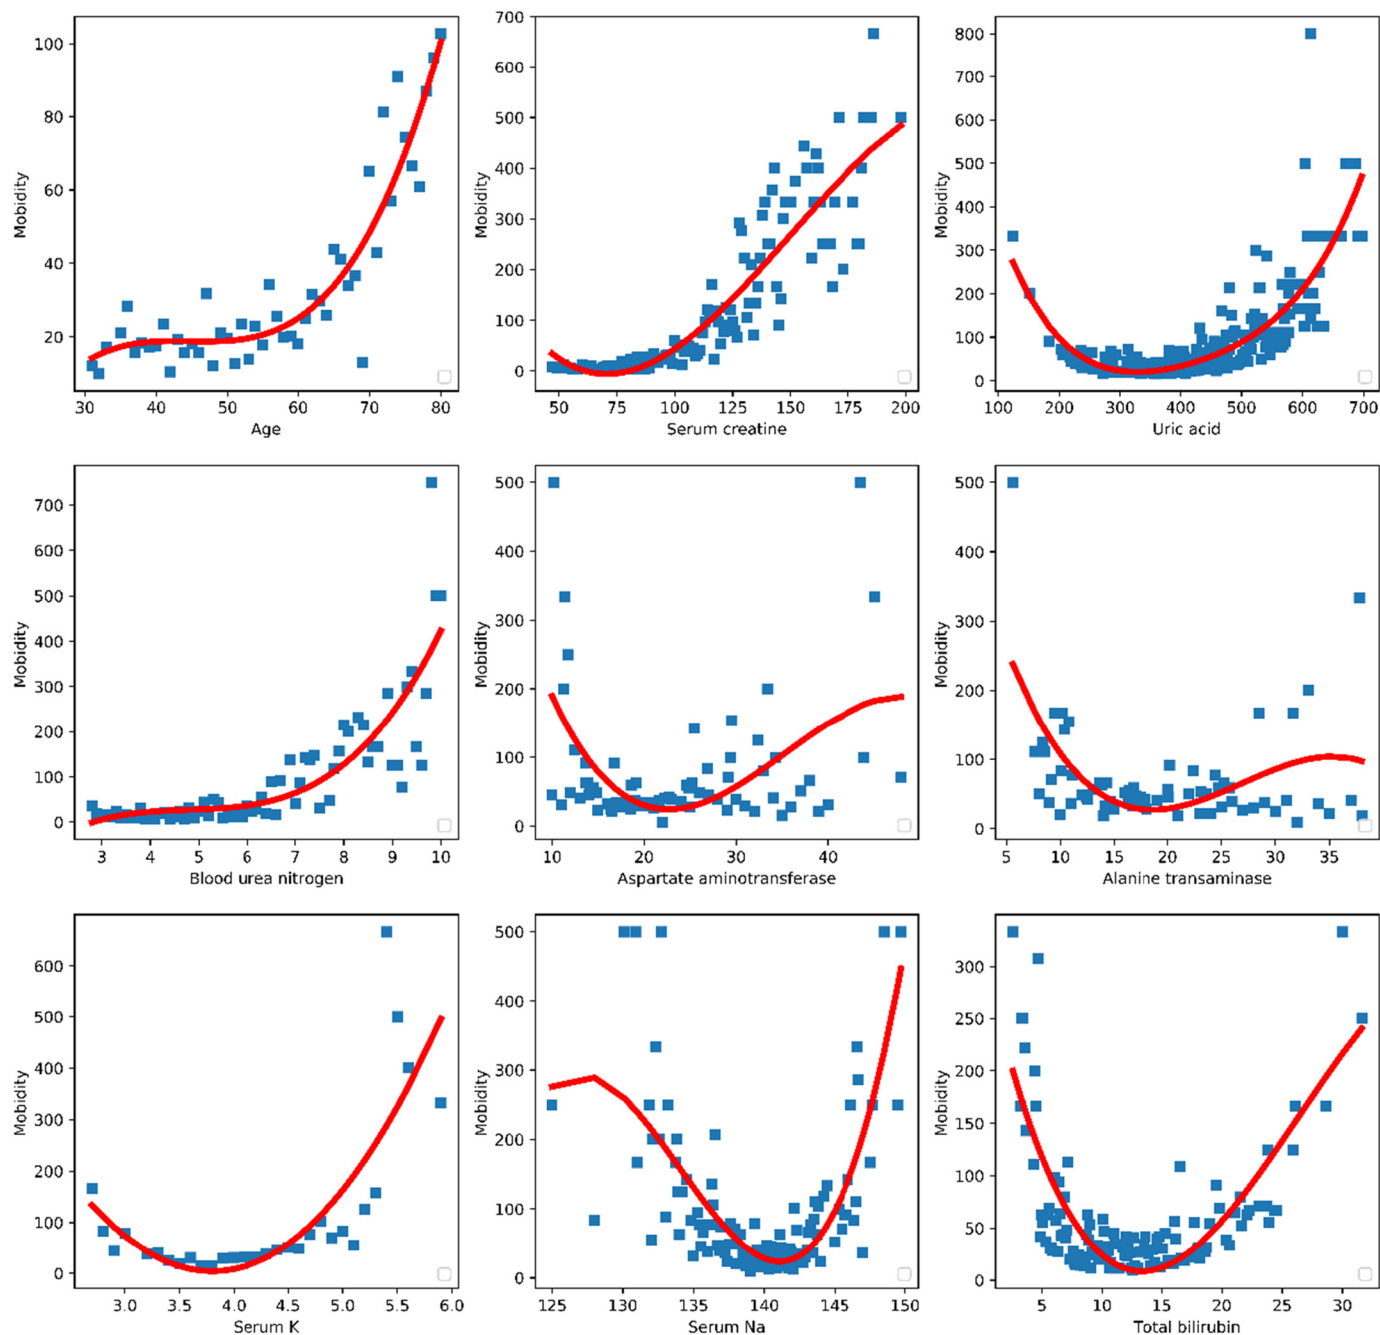 100
80
60
40
20
Mobidity
30 40 50 60 70 80
Age
700
600
500
400
300
200
100
0
Mobidity
50 75 100 125 150 175 200
Serum creatine
800
700
600
500
400
300
200
100
0
Mobidity
100 200 300 400 500 600 700
Uric acid
700
600
500
400
300
200
100
0
Mobidity
3 4 5 6 7 8 9 10
Blood urea nitrogen
500
400
300
200
100
0
Mobidity
10 20 30 40
Aspartate aminotransferase
500
400
300
200
100
0
Mobidity
5 10 15 20 25 30 35
Alanine transaminase
600
500
400
300
200
100
0
Mobidity
3.0 3.5 4.0 4.5 5.0 5.5 6.0
Serum K
500
400
300
200
100
0
Mobidity
125 130 135 140 145 150
Serum Na
300
250
200
150
100
50
0
Mobidity
5 10 15 20 25 30
Total bilirubin